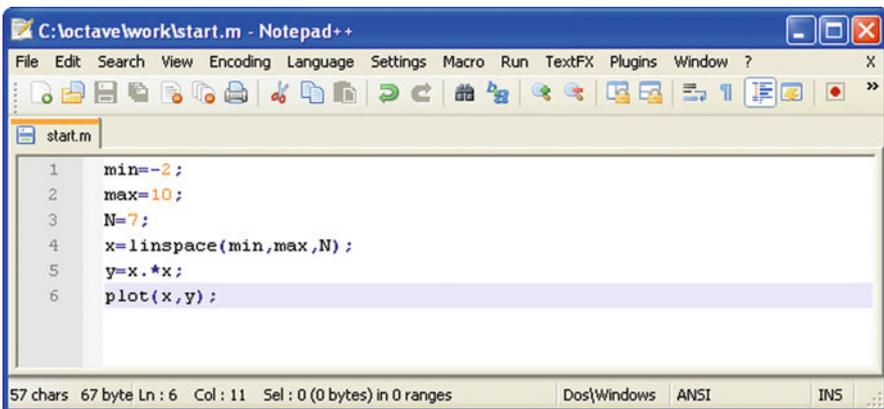 C:\octave\work\start.m - Notepad++
File Edit Search View Encoding Language Settings Macro Run TextFX Plugins Window ? X
start.m
1 min=-2;
2 max=10;
3 N=7;
4 x=linspace(min,max,N);
5 y=x.*x;
6 plot(x,y);
57 chars 67 byte Ln : 6 Col : 11 Sel : 0 (0 bytes) in 0 ranges Dos\Windows ANSI INS